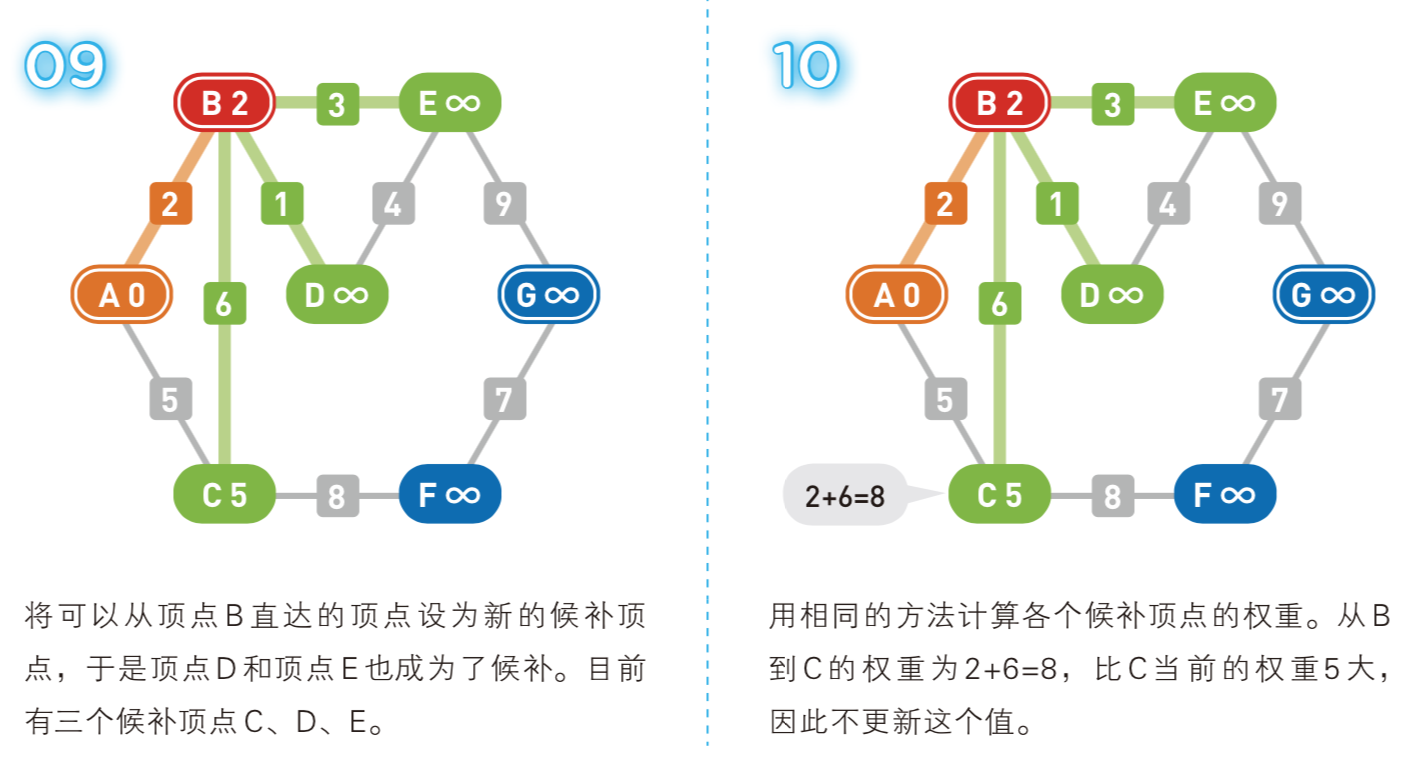 09
B 2
3
E ∞
2
1
4
9
A 0
6
D ∞
G ∞
5
7
C 5
8
F ∞
将可以从顶点B直达的顶点设为新的候补顶
点，于是顶点D和顶点E也成为了候补。目前
有三个候补顶点C、D、E。
10
B 2
3
E ∞
2
1
4
9
A 0
6
D ∞
G ∞
5
7
2+6=8
C 5
8
F ∞
用相同的方法计算各个候补顶点的权重。从B
到C的权重为2+6=8，比C当前的权重5大，
因此不更新这个值。